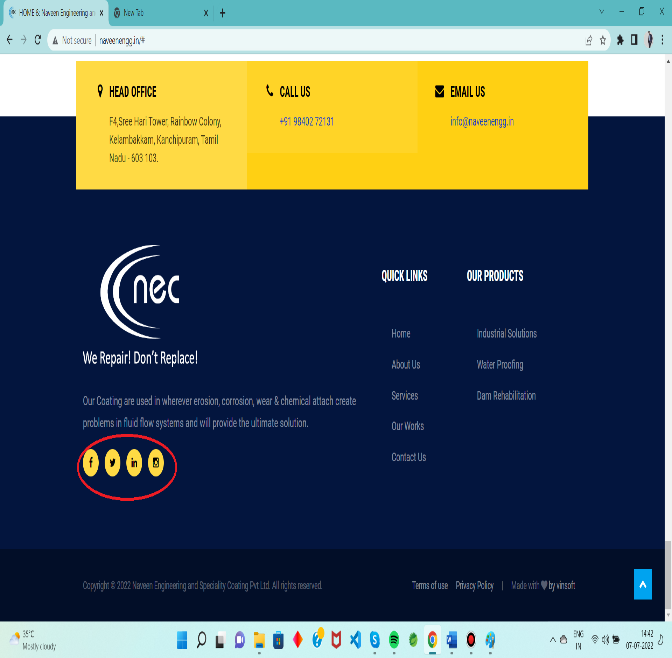 HOME &: Naveen Engineering an
New Tab
Not secure
naveenengg.in/#
HEAD OFFICE
F4,Sree Hari Tower, Rainbow Colony,
Kelambakkam, Kanchipuram, Tamil
Nadu - 603 103.
CALL US
+91 98402 72131
EMAIL US
info@naveenengg.in
nec
We Repair! Don't Replace!
Our Coating are used in wherever erosion, corrosion, wear & chemical attach create
problems in fluid flow systems and will provide the ultimate solution.
QUICK LINKS
Home
About Us
Services
Our Works
Contact Us
OUR PRODUCTS
Industrial Solutions
Water Proofing
Dam Rehabilitation
Copyright © 2022 Naveen Engineering and Speciality Coating Pvt Ltd. All rights reserved.
Terms of use Privacy Policy | Made with by vinsoft
35°C
Mostly cloudy
ENG
IN
14:42
07-07-2022